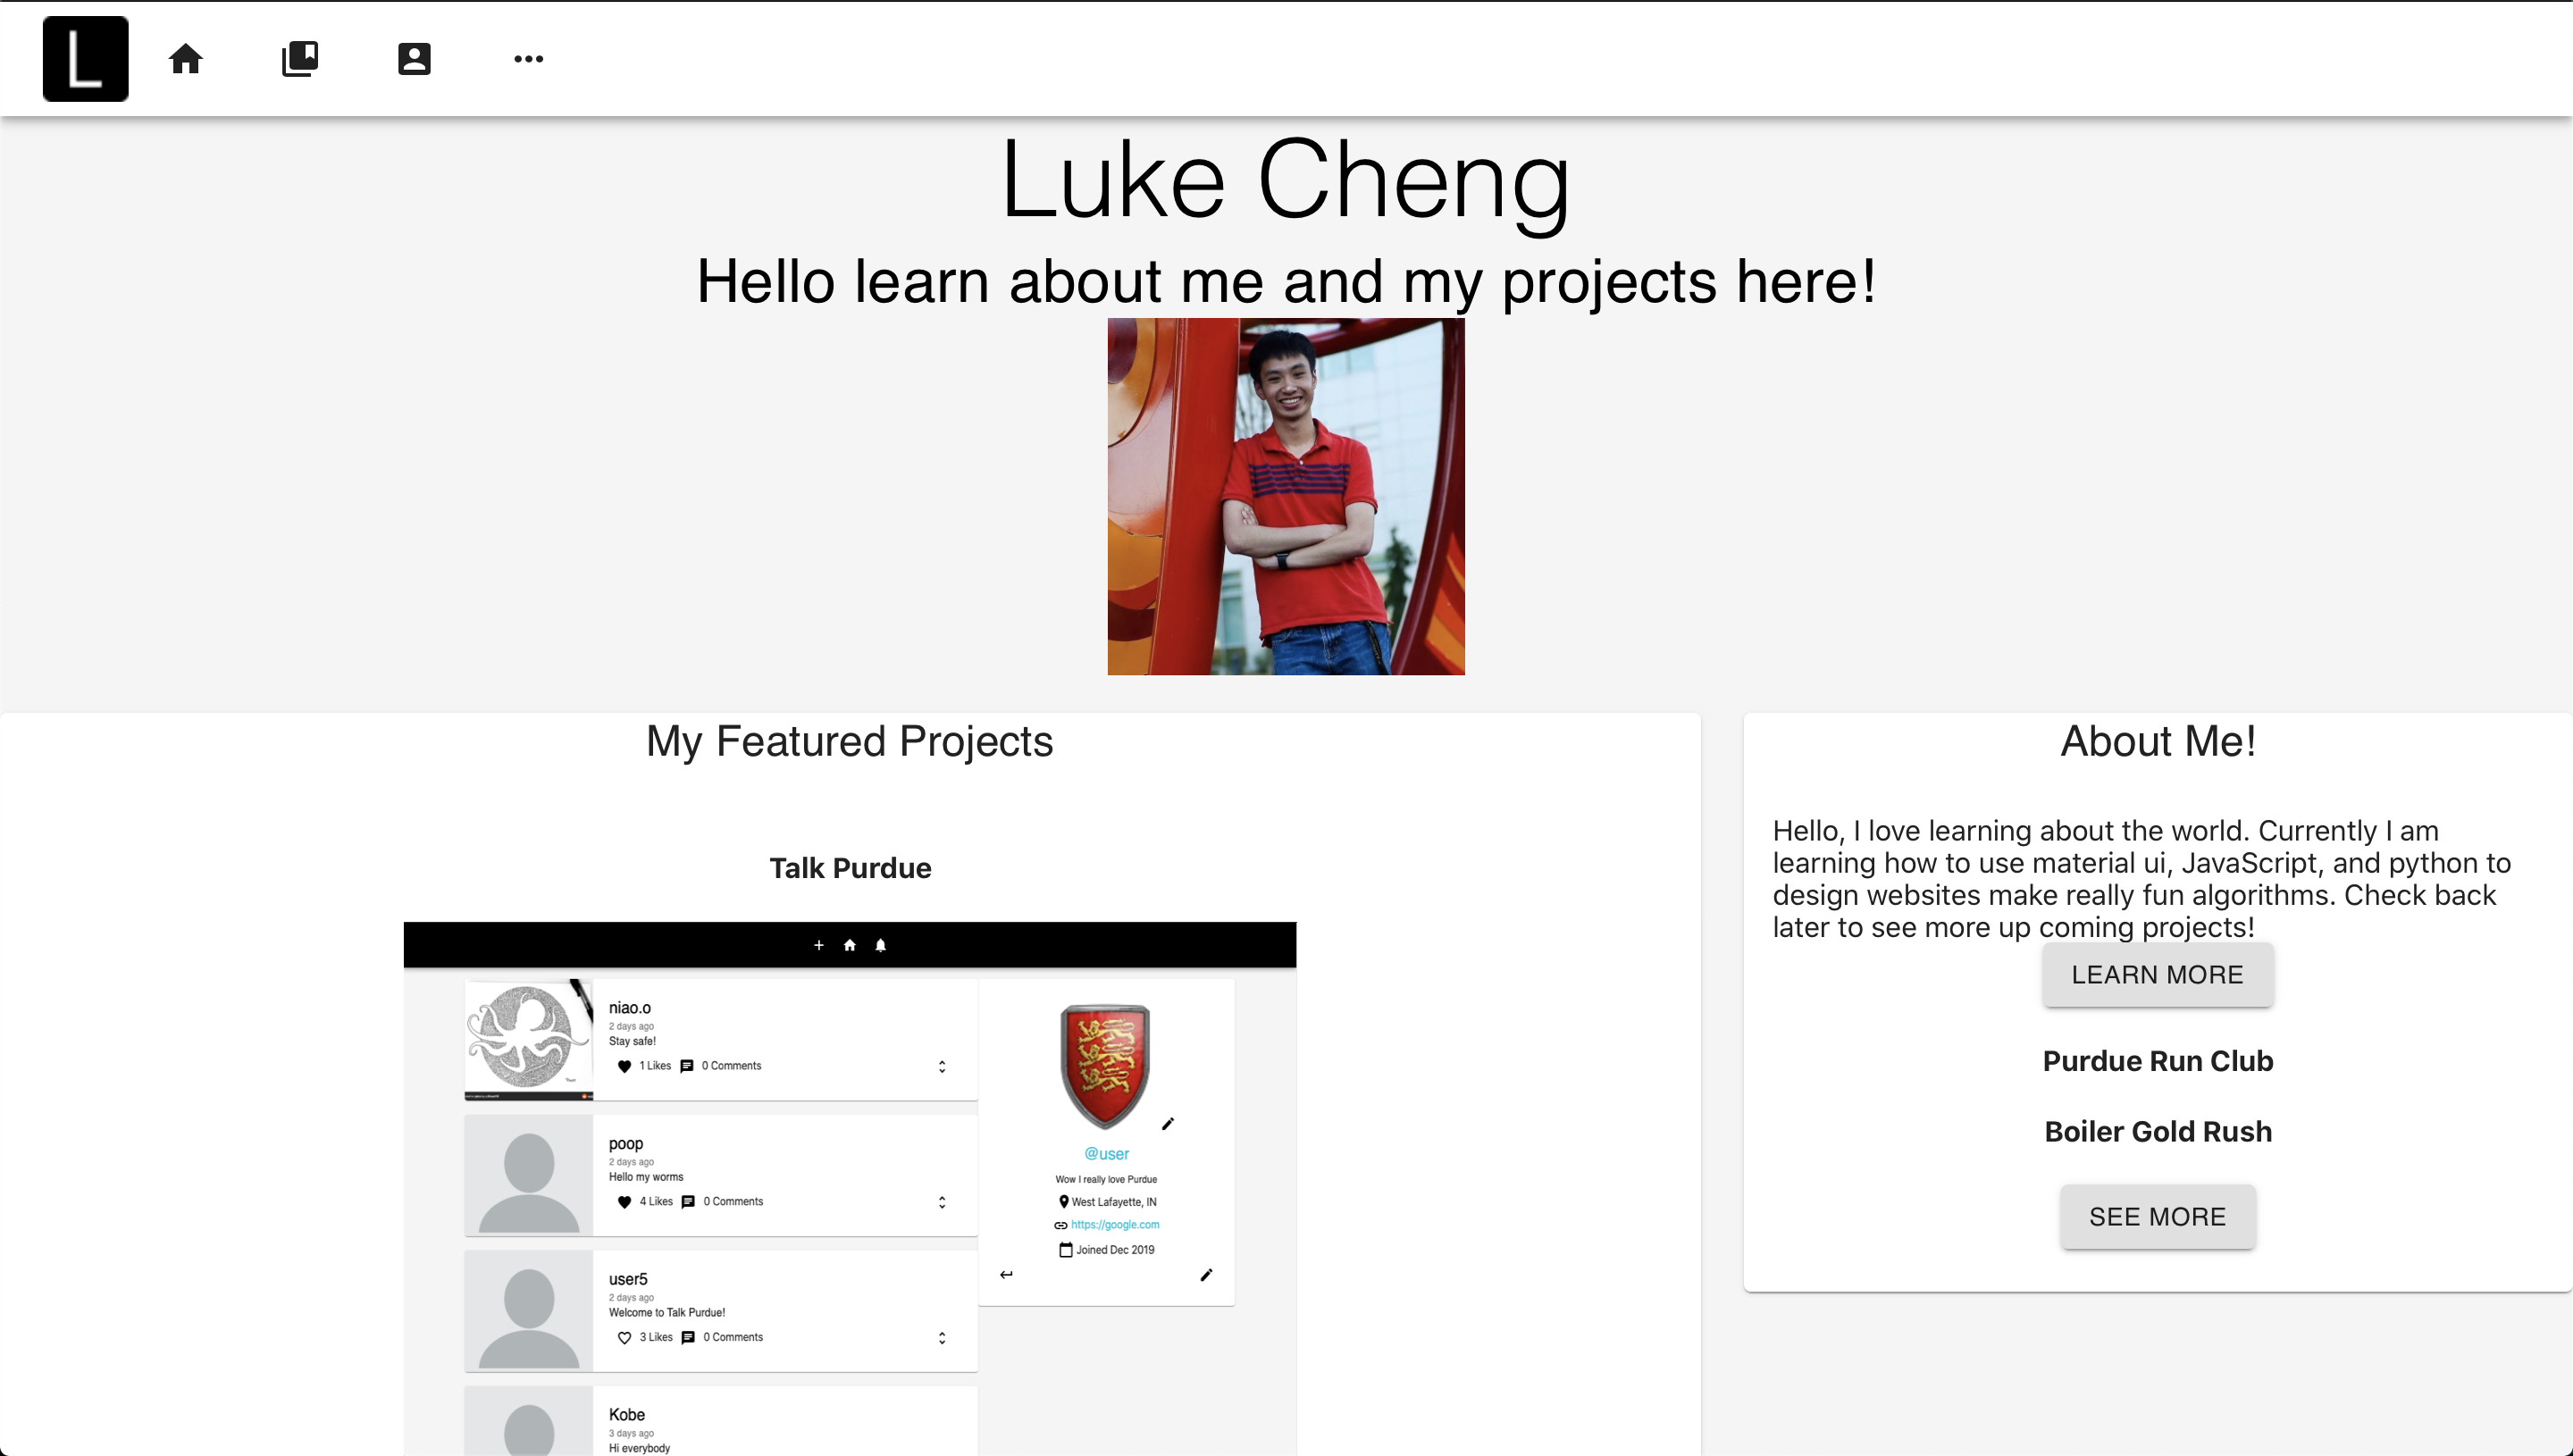 L
Luke Cheng
Hello learn about me and my projects here!
My Featured Projects
Talk Purdue
niao.o
2 days ago
Stay safe!
1 Likes 0 Comments
poop
2 days ago
Hello my worms
4 Likes 0 Comments
user5
2 days ago
Welcome to Talk Purdue!
3 Likes 0 Comments
Kobe
3 days ago
Hi everybody
@user
Wow I really love Purdue
West Lafayette, IN
https://google.com
Joined Dec 2019
About Me!
Hello, I love learning about the world. Currently I am
learning how to use material ui, JavaScript, and python to
design websites make really fun algorithms. Check back
later to see more up coming projects!
LEARN MORE
Purdue Run Club
Boiler Gold Rush
SEE MORE